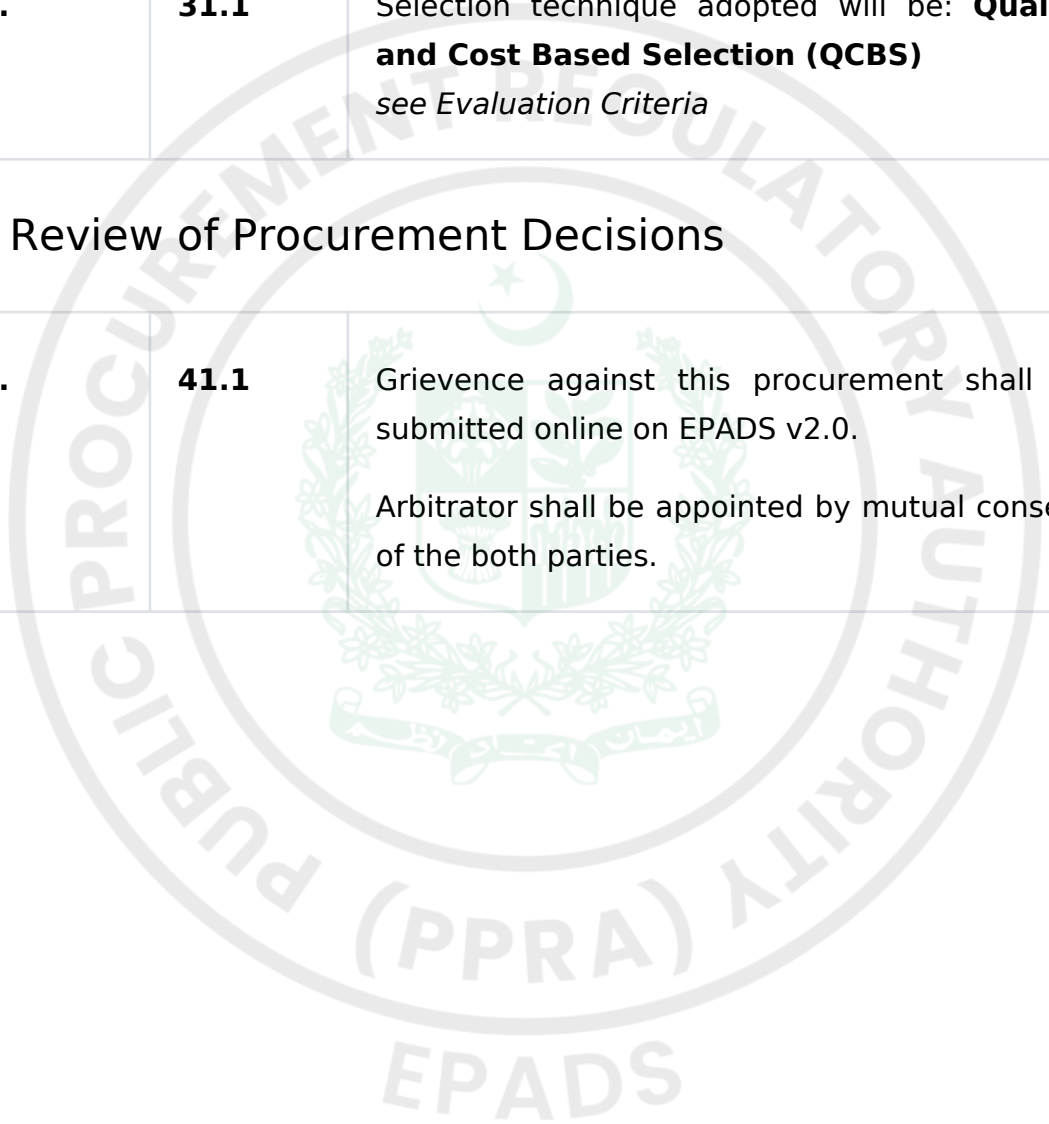 . 31.1 Selection technique adopted will be: Qual
and Cost Based Selection (QCBS)
see Evaluation Criteria
Review of Procurement Decisions
. 41.1 Grievence against this procurement shall
submitted online on EPADS v2.0.
Arbitrator shall be appointed by mutual conse
of the both parties.
PUBLIC PROCUREMENT REGULATORY AUTHORITY
(PPRA)
EPADS